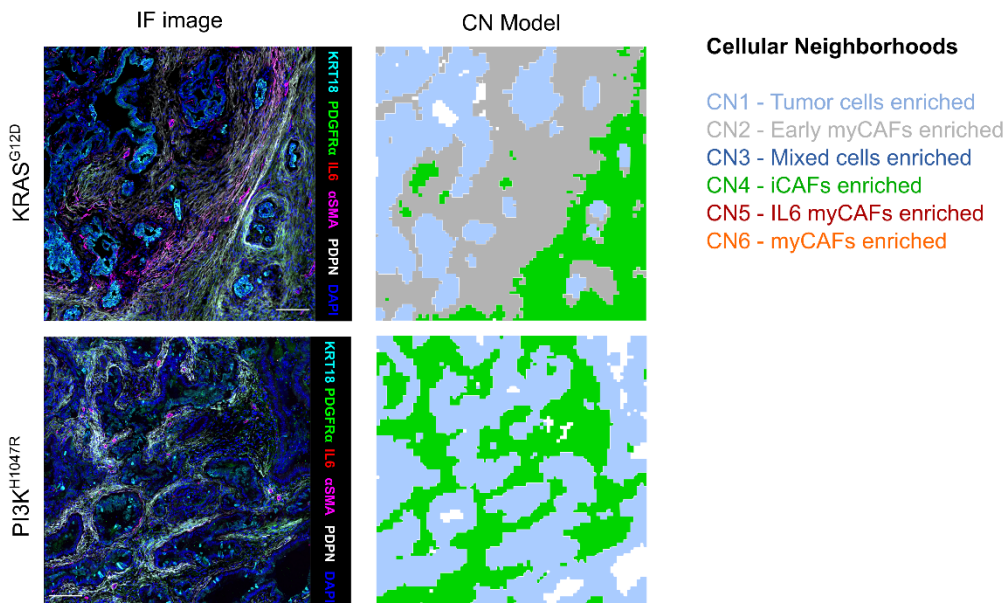 IF image
CN Model
KRAS^G12D
KRT18 PDGFRα IL6 αSMA PDPN DAPI
PI3K^H1047R
KRT18 PDGFRα IL6 αSMA PDPN DAPI
Cellular Neighborhoods
CN1 - Tumor cells enriched
CN2 - Early myCAFs enriched
CN3 - Mixed cells enriched
CN4 - iCAFs enriched
CN5 - IL6 myCAFs enriched
CN6 - myCAFs enriched